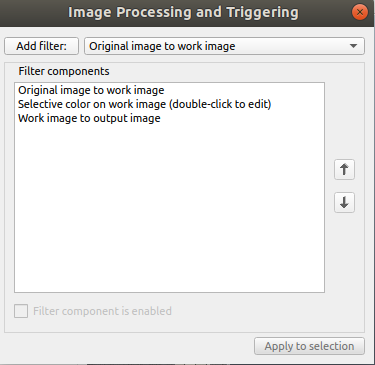 Image Processing and Triggering
Add filter: Original image to work image
Filter components
Original image to work image
Selective color on work image (double-click to edit)
Work image to output image
Filter component is enabled
Apply to selection